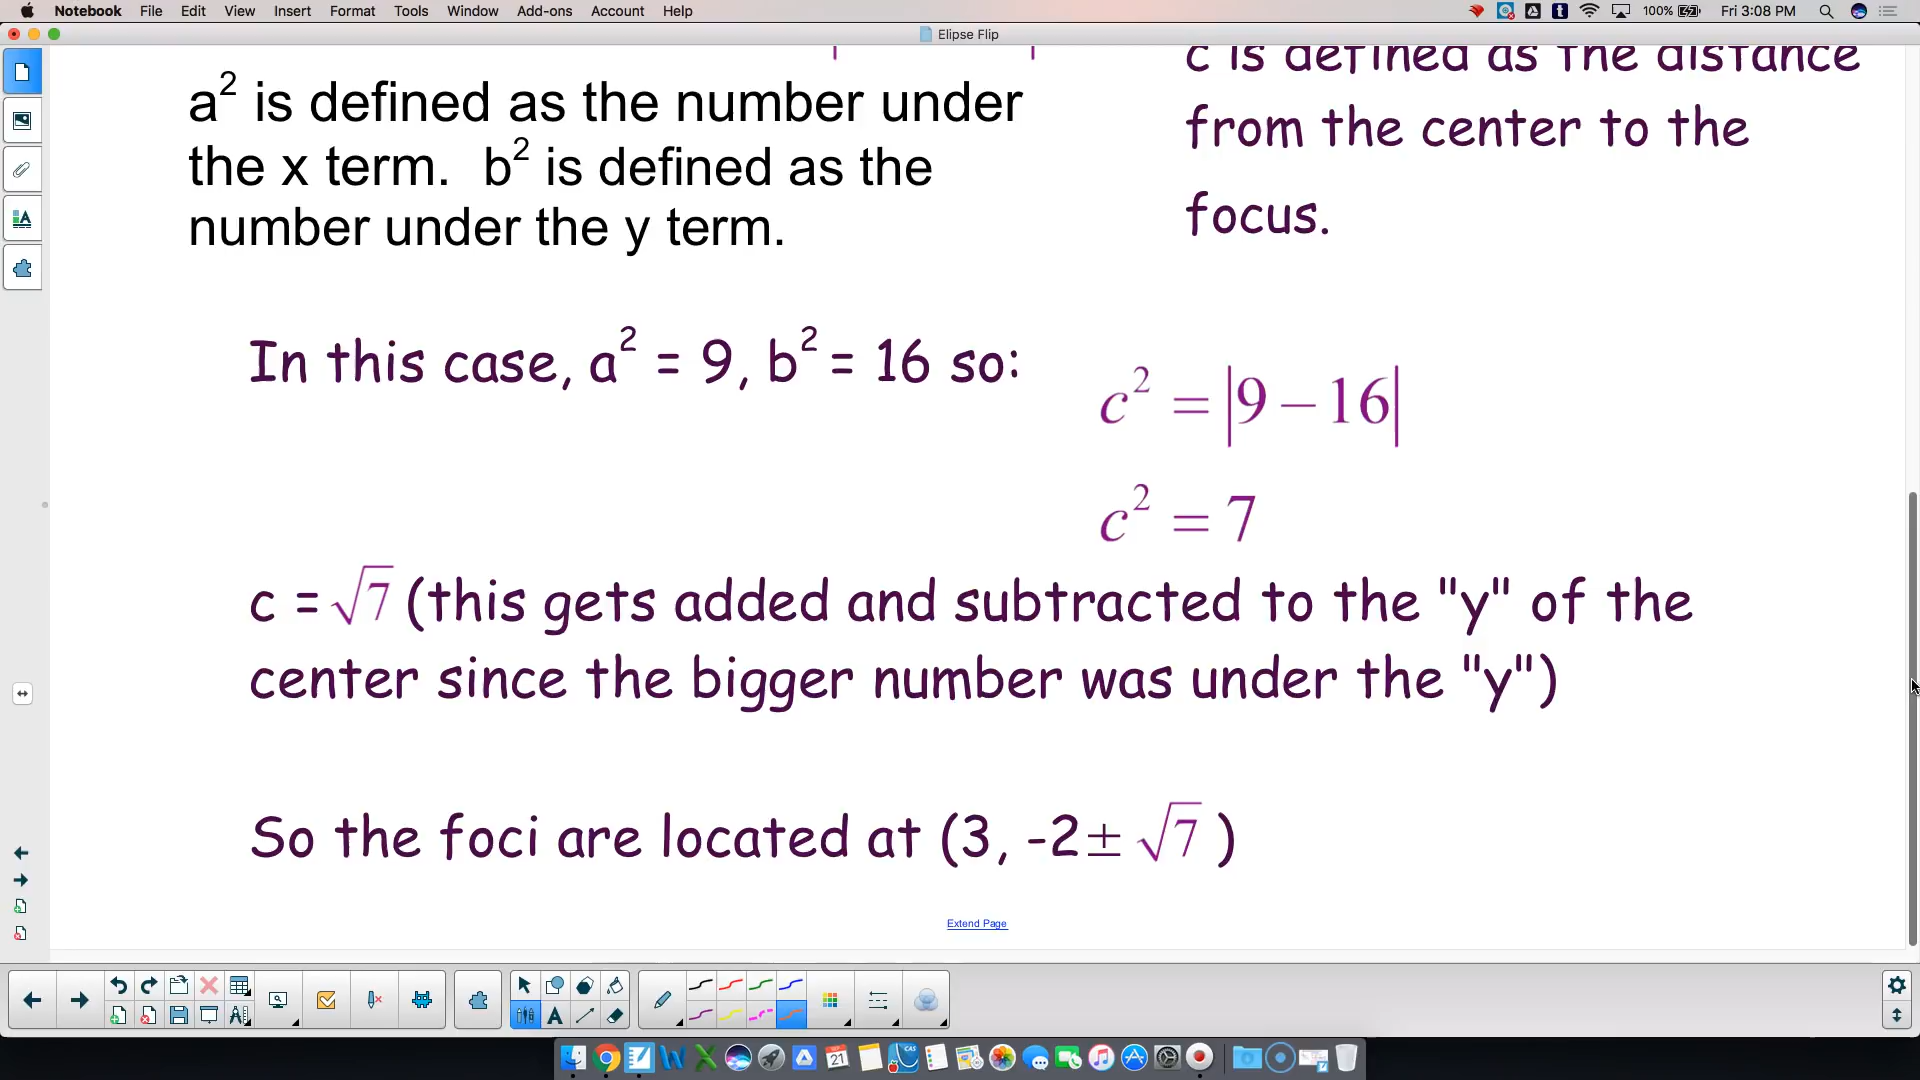 Notebook File Edit View Insert Format Tools Window Add-ons Account Help 100% Fri 3:08 PM
Elipse Flip
c is defined as the distance
from the center to the
focus.
a² is defined as the number under
the x term. b² is defined as the
number under the y term.
In this case, a² = 9, b² = 16 so:
c² = |9 − 16|
c² = 7
c = √7 (this gets added and subtracted to the "y" of the
center since the bigger number was under the "y")
So the foci are located at (3, -2 ± √7 )
Extend Page